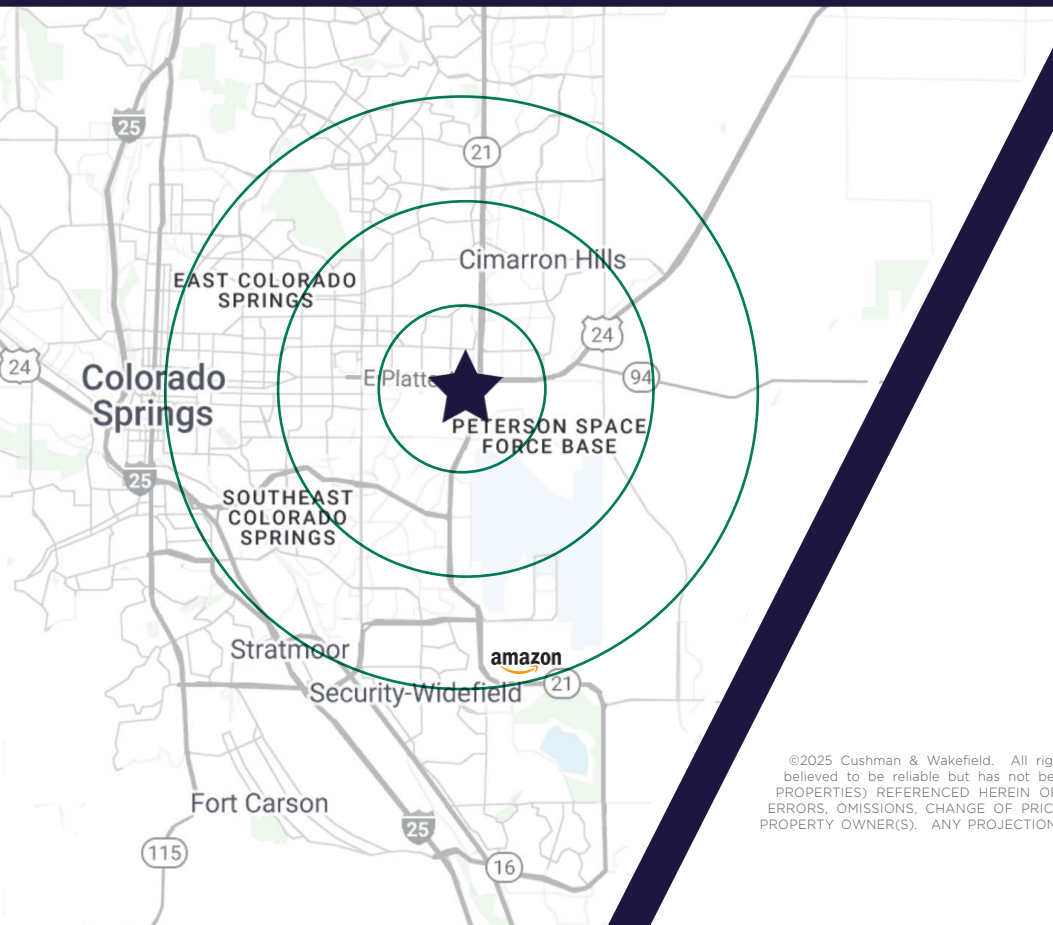 25
21
Cimarron Hills
EAST COLORADO
SPRINGS
24
24
Colorado
Springs
E Platte
94
PETERSON SPACE
FORCE BASE
25
SOUTHEAST
COLORADO
SPRINGS
Stratmoor
amazon
21
Security-Widefield
Fort Carson
25
115
16
©2025 Cushman & Wakefield. All rig
believed to be reliable but has not be
PROPERTIES) REFERENCED HEREIN OF
ERRORS, OMISSIONS, CHANGE OF PRIC
PROPERTY OWNER(S). ANY PROJECTION